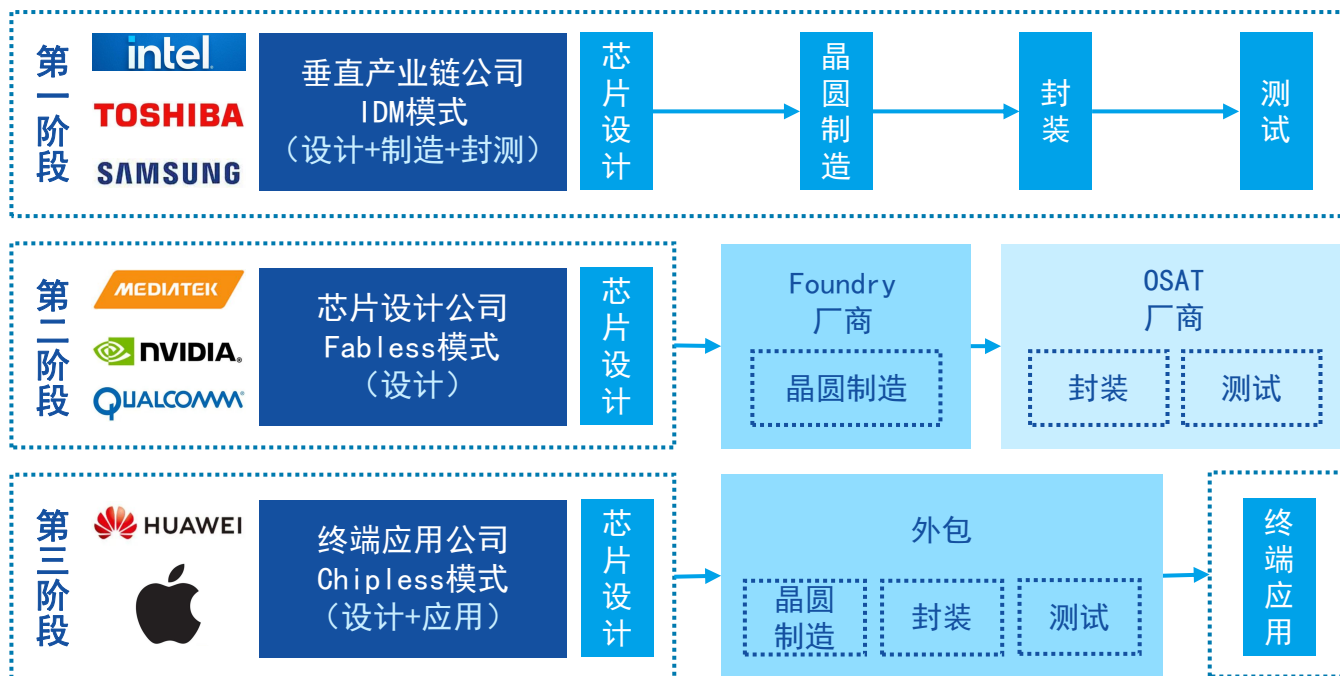 第一阶段
intel.
TOSHIBA
SAMSUNG
垂直产业链公司
IDM模式
（设计+制造+封测）
芯片设计
晶圆制造
封装
测试
第二阶段
MEDIATEK
NVIDIA.
QUALCOMM
芯片设计公司
Fabless模式
（设计）
芯片设计
Foundry
厂商
晶圆制造
OSAT
厂商
封装
测试
第三阶段
HUAWEI
终端应用公司
Chipless模式
（设计+应用）
芯片设计
外包
晶圆
制造
封装
测试
终端应用